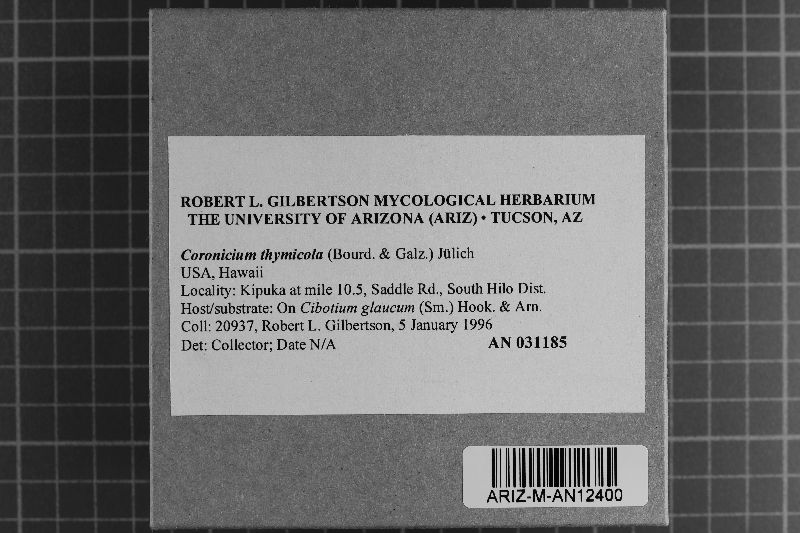 ROBERT L. GILBERTSON MYCOLOGICAL HERBARIUM
THE UNIVERSITY OF ARIZONA (ARIZ) • TUCSON, AZ
Coronicium thymicola (Bourd. & Galz.) Jülich
USA, Hawaii
Locality: Kipuka at mile 10.5, Saddle Rd., South Hilo Dist.
Host/substrate: On Cibotium glaucum (Sm.) Hook. & Arn.
Coll: 20937, Robert L. Gilbertson, 5 January 1996
Det: Collector; Date N/A AN 031185
ARIZ-M-AN12400